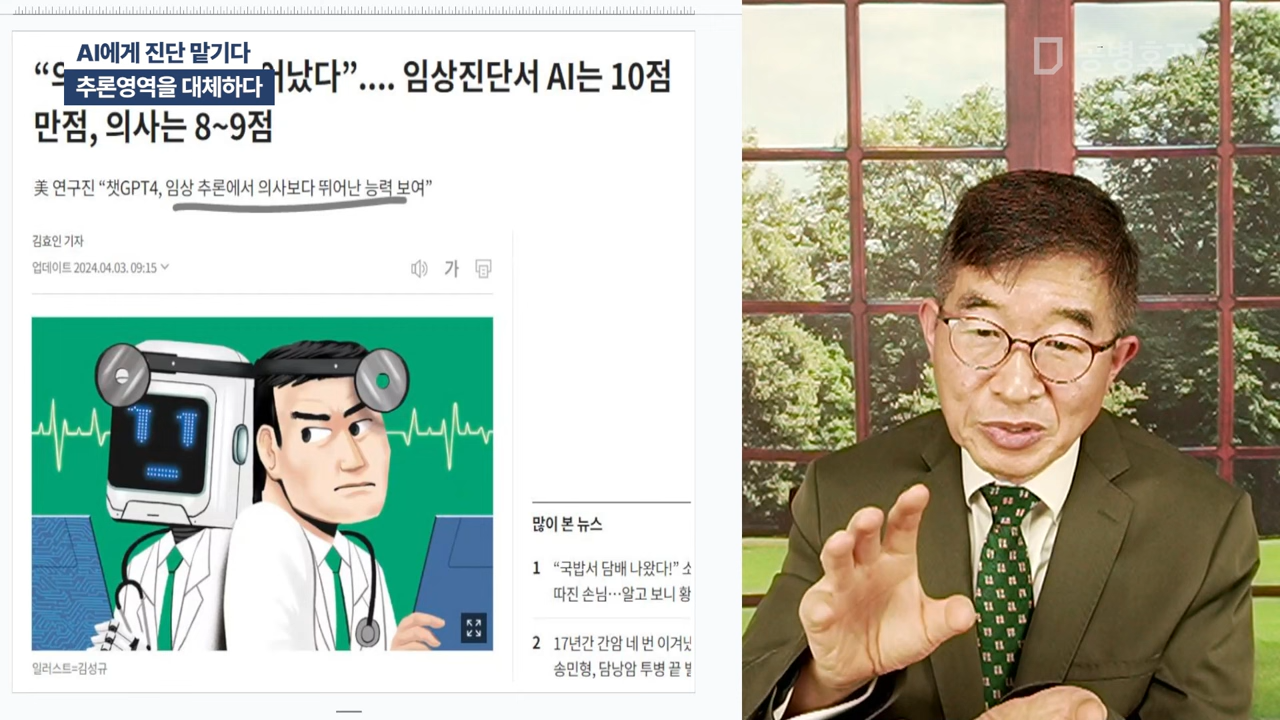 AI에게 진단 맡기다
추론영역을 대체하다
어났다”.... 임상진단서 AI는 10점
만점, 의사는 8~9점
美 연구진 “챗GPT4, 임상 추론에서 의사보다 뛰어난 능력 보여”
김효인 기자
업데이트 2024.04.03. 09:15
가
많이 본 뉴스
1 “국밥서 담배 나왔다!”
따진 손님…알고 보니
2 17년간 간암 네 번
송민형, 담낭암 투병 끝
일러스트=김성규
공병호TV